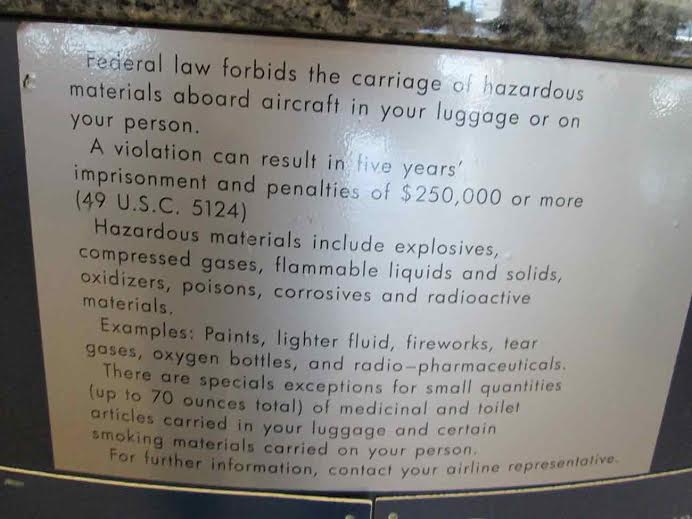 Federal law forbids the carriage of hazardous
materials aboard aircraft in your luggage or on
your person.
A violation can result in five years'
imprisonment and penalties of $250,000 or more
(49 U.S.C. 5124)
Hazardous materials include explosives,
compressed gases, flammable liquids and solids,
oxidizers, poisons, corrosives and radioactive
materials.
Examples: Paints, lighter fluid, fireworks, tear
gases, oxygen bottles, and radio-pharmaceuticals.
There are specials exceptions for small quantities
(up to 70 ounces total) of medicinal and toilet
articles carried in your luggage and certain
smoking materials carried on your person.
For further information, contact your airline representative.